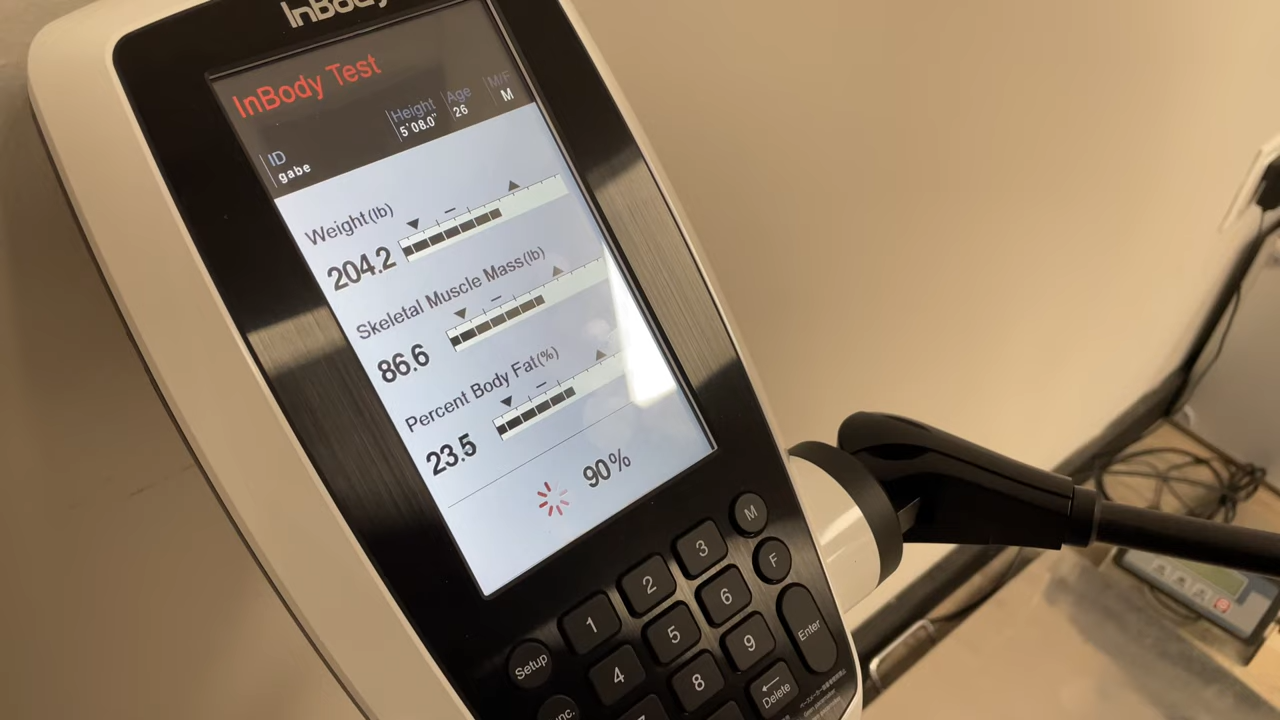 InBody
InBody Test
ID
gabe
Height
5'08.0"
Age
26
M/F
M
Weight(lb)
204.2
Skeletal Muscle Mass(lb)
86.6
Percent Body Fat(%)
23.5
90%
1 2 3 M
4 5 6 F
8 9 Enter
Setup
Delete